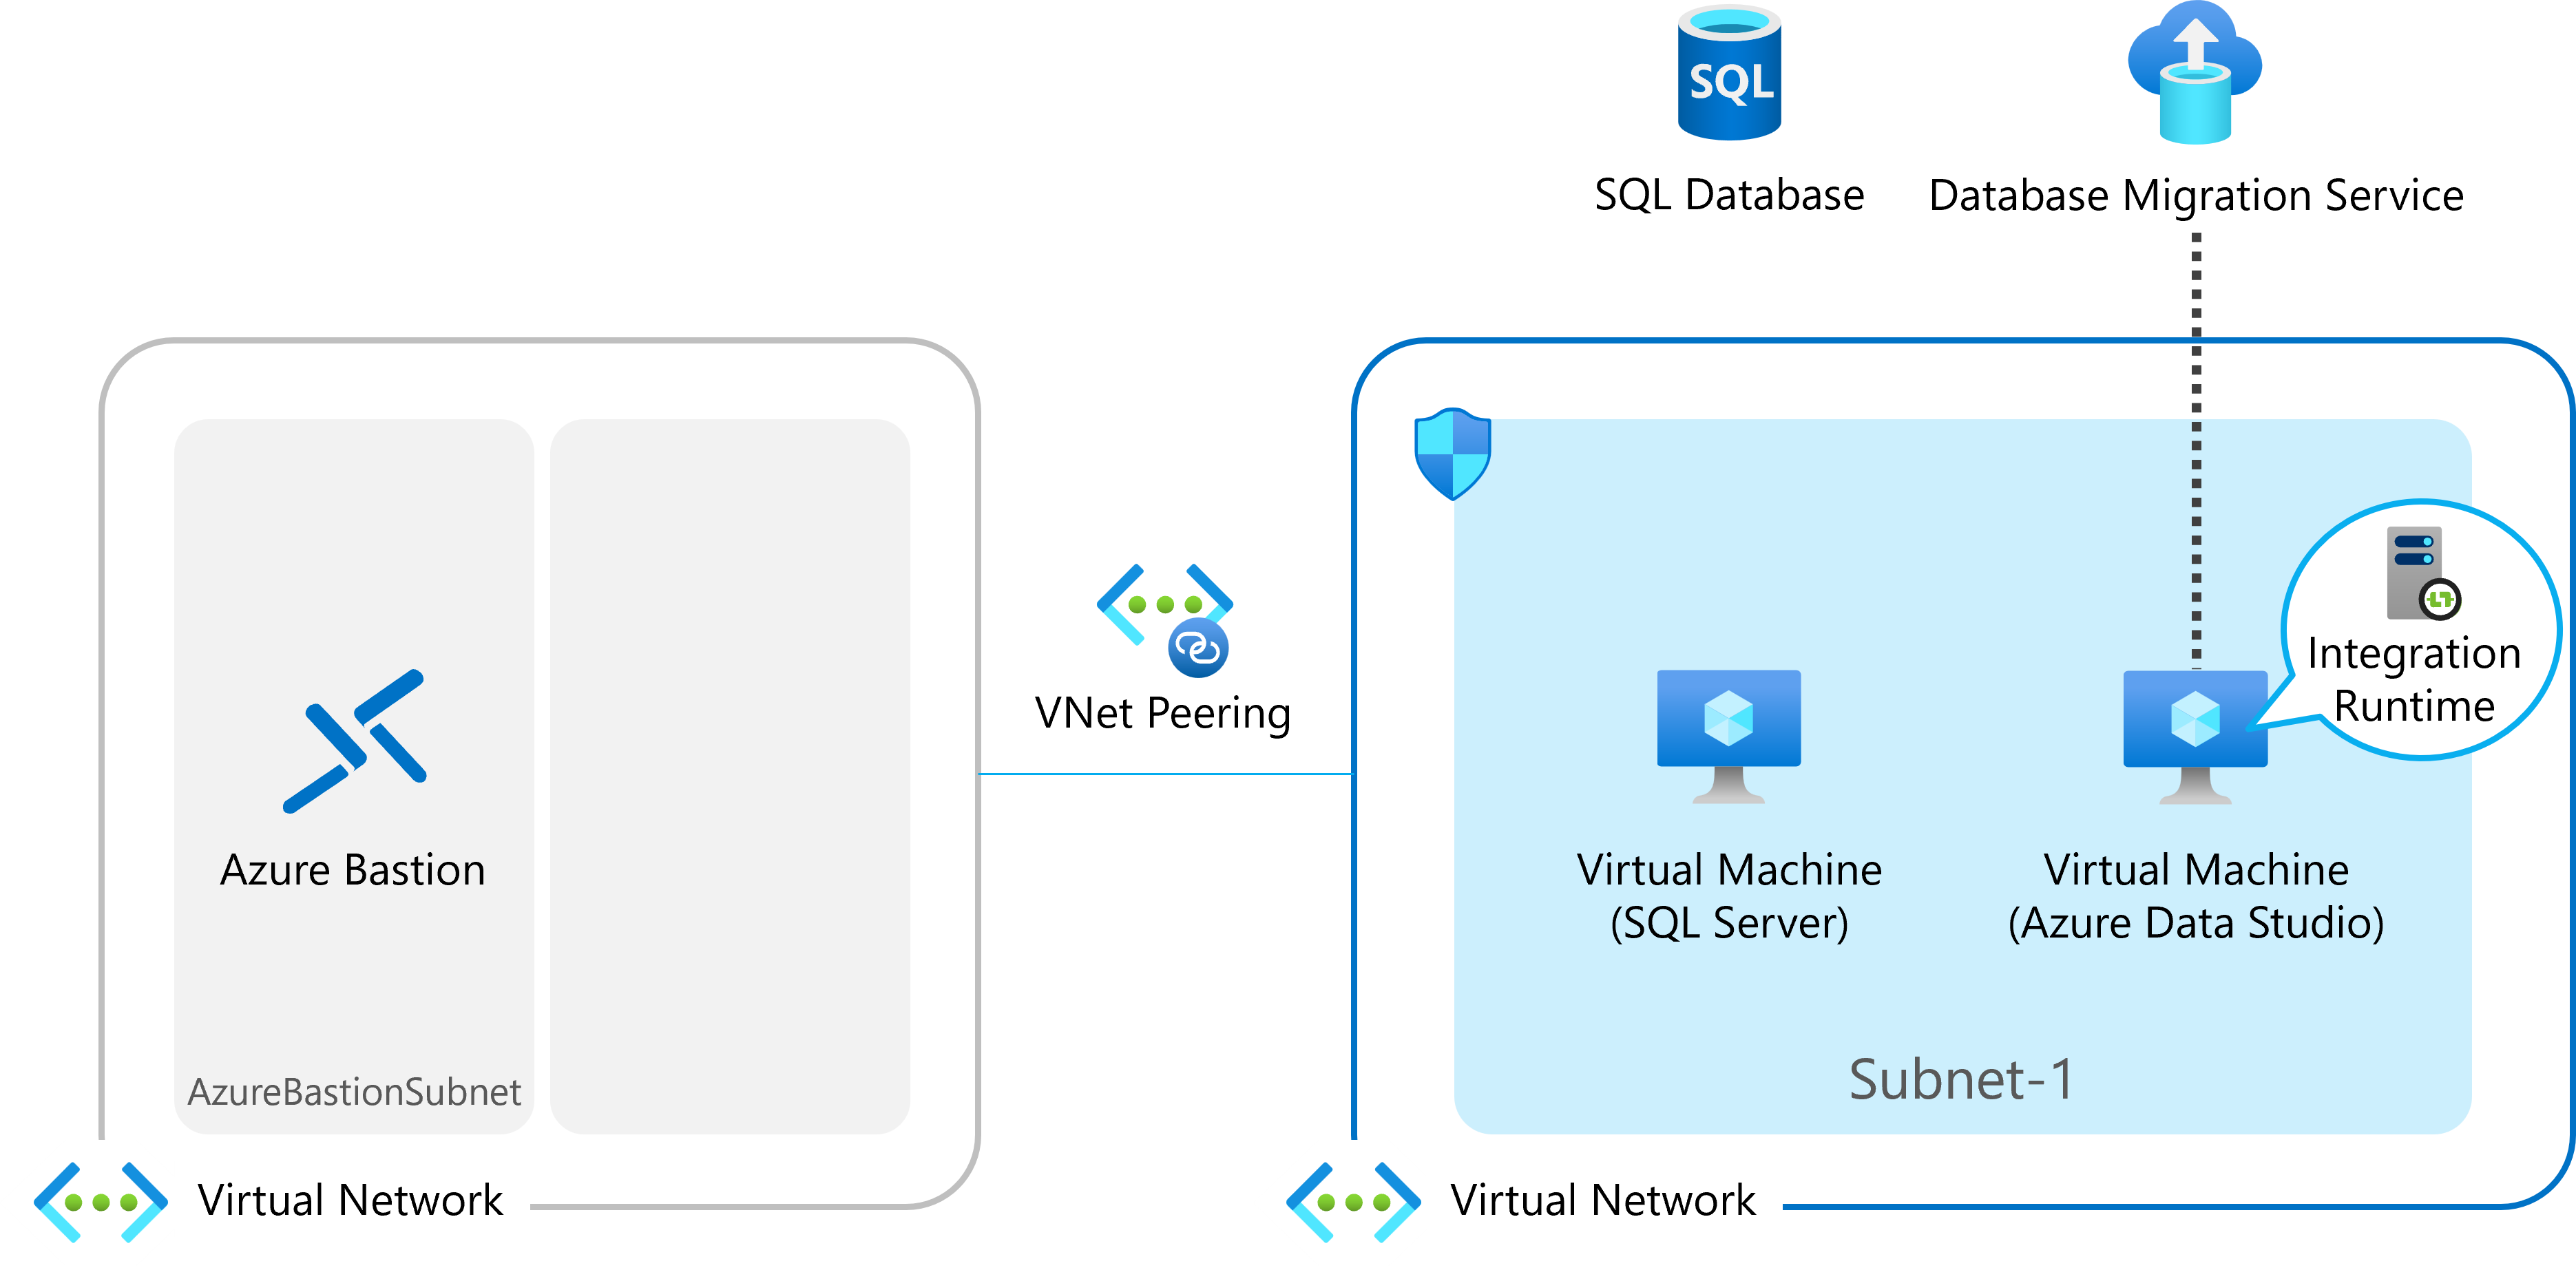 SQL
SQL Database
Database Migration Service
Integration
Runtime
VNet Peering
Azure Bastion
Virtual Machine
(SQL Server)
Virtual Machine
(Azure Data Studio)
AzureBastionSubnet
Subnet-1
Virtual Network
Virtual Network